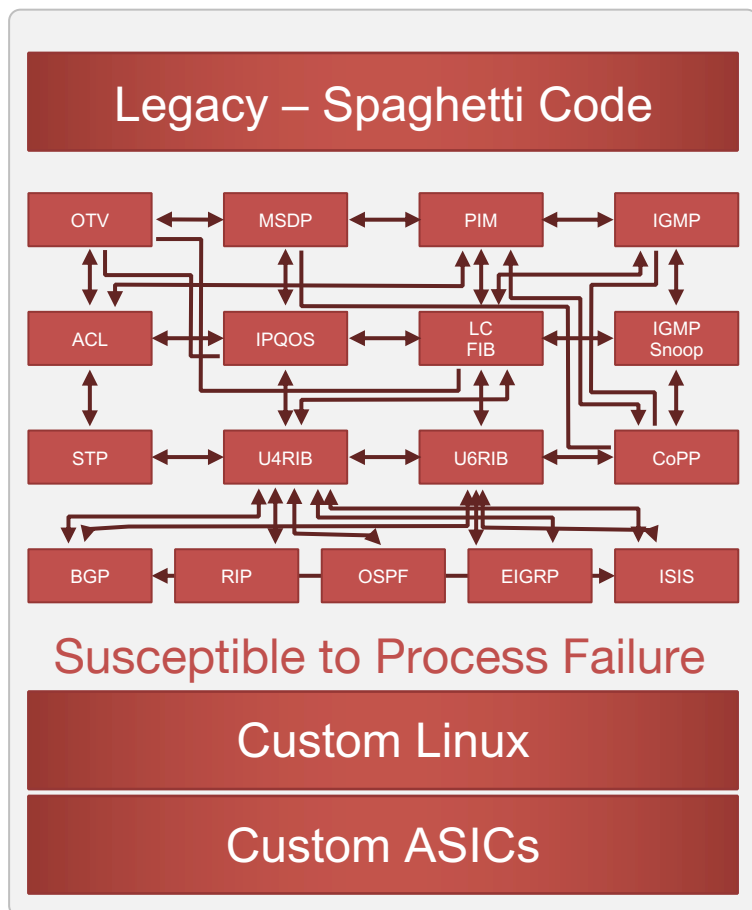 Legacy – Spaghetti Code
OTV
MSDP
PIM
IGMP
ACL
IPQOS
LC
FIB
IGMP
Snoop
STP
U4RIB
U6RIB
CoPP
BGP
RIP
OSPF
EIGRP
ISIS
Susceptible to Process Failure
Custom Linux
Custom ASICs